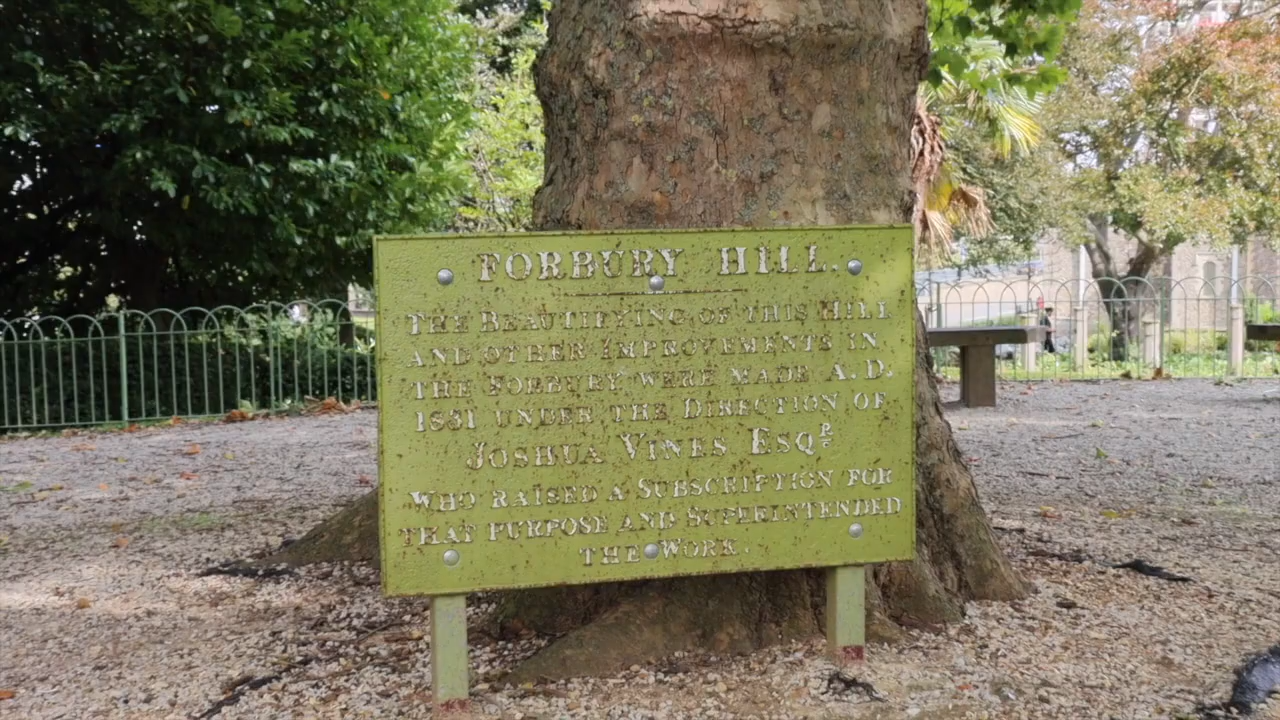 FORBURY HILL.
THE BEAUTIFYING OF THIS HILL
AND OTHER IMPROVEMENTS IN
THE FORBURY WERE MADE A.D.
1831 UNDER THE DIRECTION OF
JOSHUA VINES ESQR
WHO RAISED A SUBSCRIPTION FOR
THAT PURPOSE AND SUPERINTENDED
THE WORK.